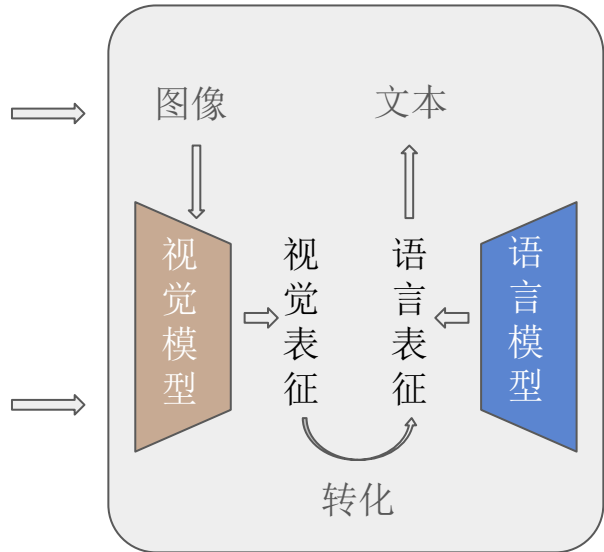 图像
文本
视觉模型
视觉表征
语言表征
语言模型
转化